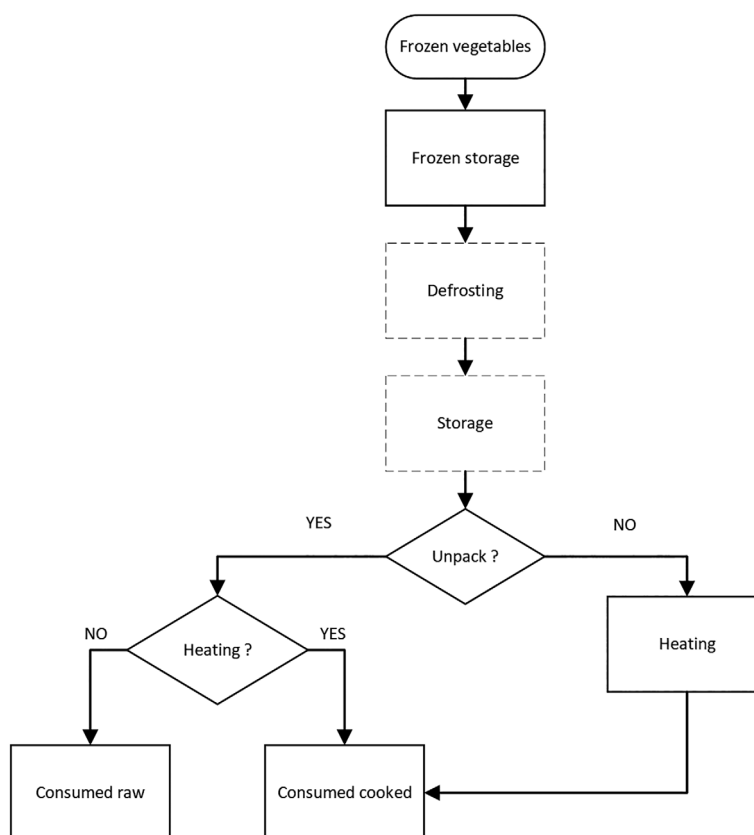 Frozen vegetables
Frozen storage
Defrosting
Storage
YES
NO
Unpack ?
NO
Heating ?
YES
Heating
Consumed raw
Consumed cooked